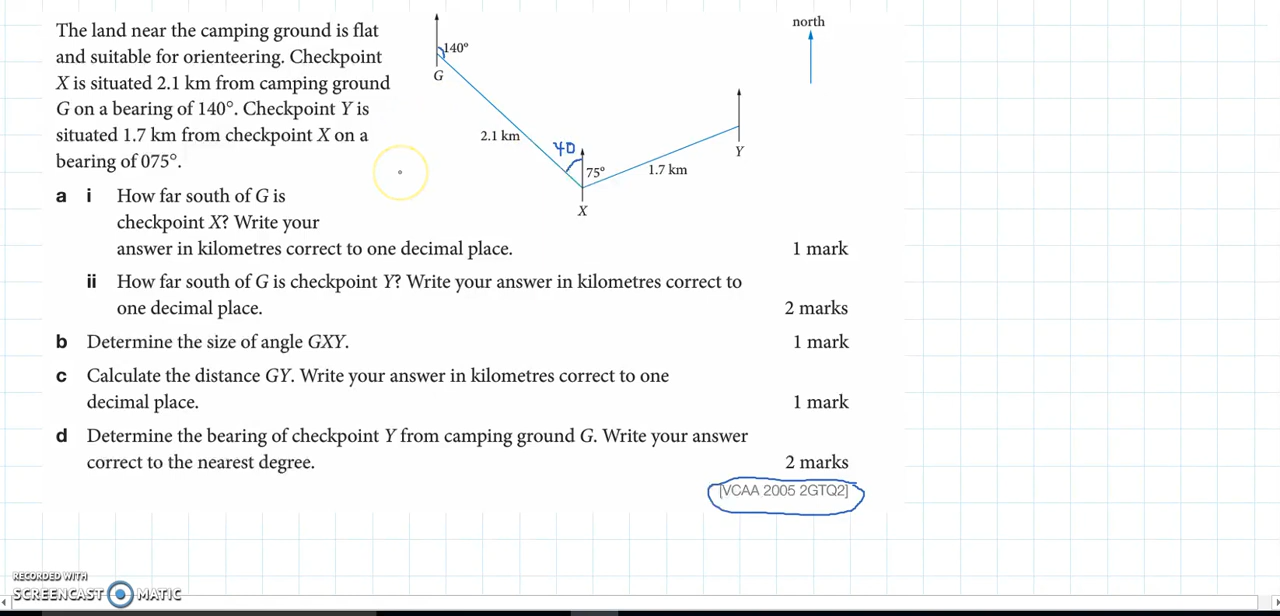 The land near the camping ground is flat
and suitable for orienteering. Checkpoint
X is situated 2.1 km from camping ground
G on a bearing of 140°. Checkpoint Y is
situated 1.7 km from checkpoint X on a
bearing of 075°.
140°
G
2.1 km
40
75°
X
1.7 km
Y
north
a i How far south of G is
checkpoint X? Write your
answer in kilometres correct to one decimal place. 1 mark
ii How far south of G is checkpoint Y? Write your answer in kilometres correct to
one decimal place. 2 marks
b Determine the size of angle GXY. 1 mark
c Calculate the distance GY. Write your answer in kilometres correct to one
decimal place. 1 mark
d Determine the bearing of checkpoint Y from camping ground G. Write your answer
correct to the nearest degree. 2 marks
[VCAA 2005 2GTQ2]
RECORDED WITH
SCREENCAST MATIC